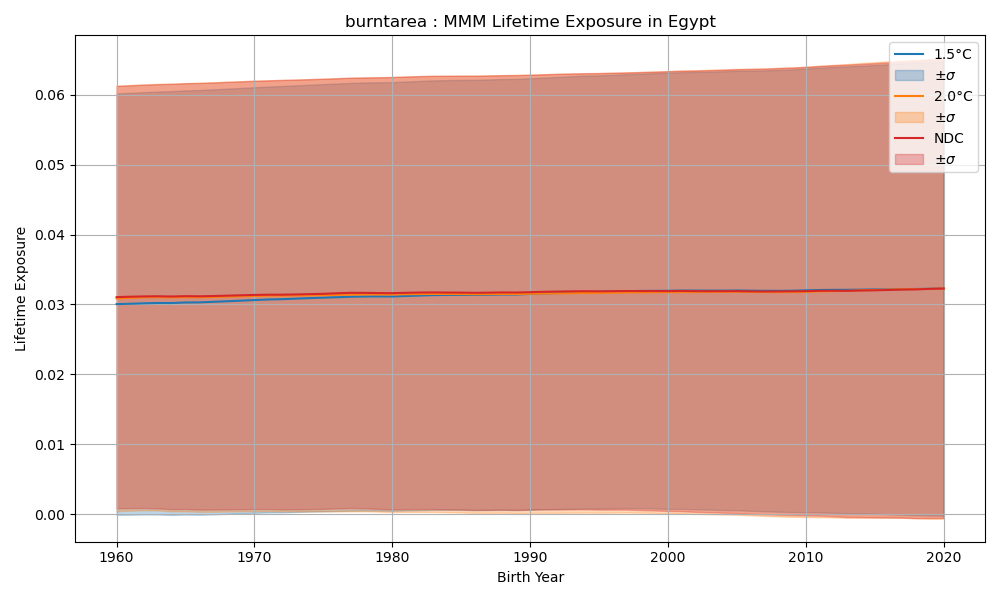 burntarea : MMM Lifetime Exposure in Egypt
1.5°C
±σ
2.0°C
±σ
NDC
±σ
Lifetime Exposure
0.06
0.05
0.04
0.03
0.02
0.01
0.00
1960 1970 1980 1990 2000 2010 2020
Birth Year